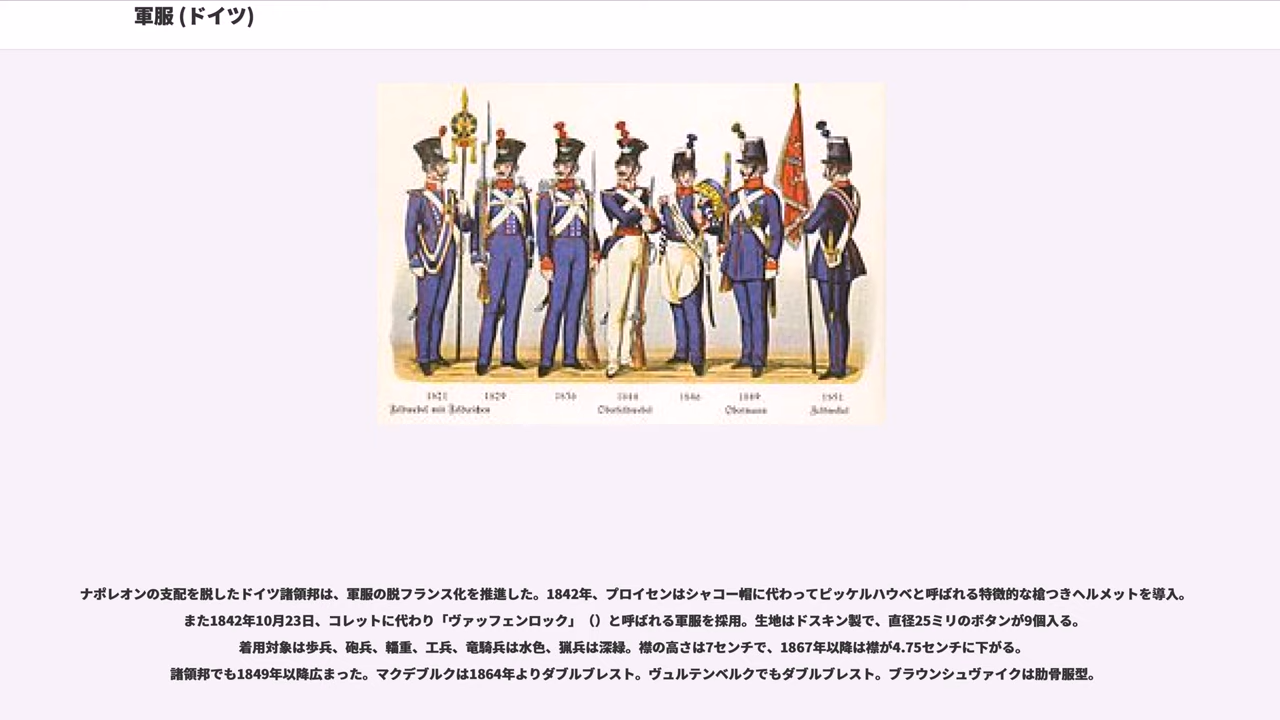 軍服 (ドイツ)
1821 1829 1846 1849 1851
ナポレオンの支配を脱したドイツ諸領邦は、軍服の脱フランス化を推進した。1842年、プロイセンはシャコー帽に代わってピッケルハウベと呼ばれる特徴的な槍つきヘルメットを導入。
また1842年10月23日、コレットに代わり「ヴァッフェンロック」（）と呼ばれる軍服を採用。生地はドスキン製で、直径25ミリのボタンが9個入る。
着用対象は歩兵、砲兵、輜重、工兵、竜騎兵は水色、猟兵は深緑。襟の高さは7センチで、1867年以降は襟が4.75センチに下がる。
諸領邦でも1849年以降広まった。マクデブルクは1864年よりダブルブレスト。ヴュルテンベルクでもダブルブレスト。ブラウンシュヴァイクは肋骨服型。